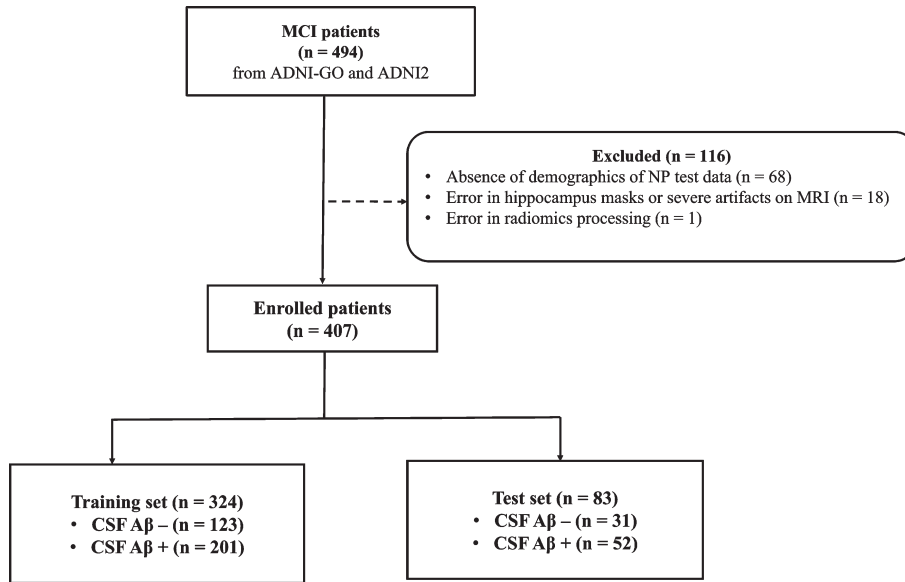 MCI patients
(n = 494)
from ADNI-GO and ADNI2
Excluded (n = 116)
• Absence of demographics of NP test data (n = 68)
• Error in hippocampus masks or severe artifacts on MRI (n = 18)
• Error in radiomics processing (n = 1)
Enrolled patients
(n = 407)
Training set (n = 324)
• CSF Aβ – (n = 123)
• CSF Aβ + (n = 201)
Test set (n = 83)
• CSF Aβ – (n = 31)
• CSF Aβ + (n = 52)